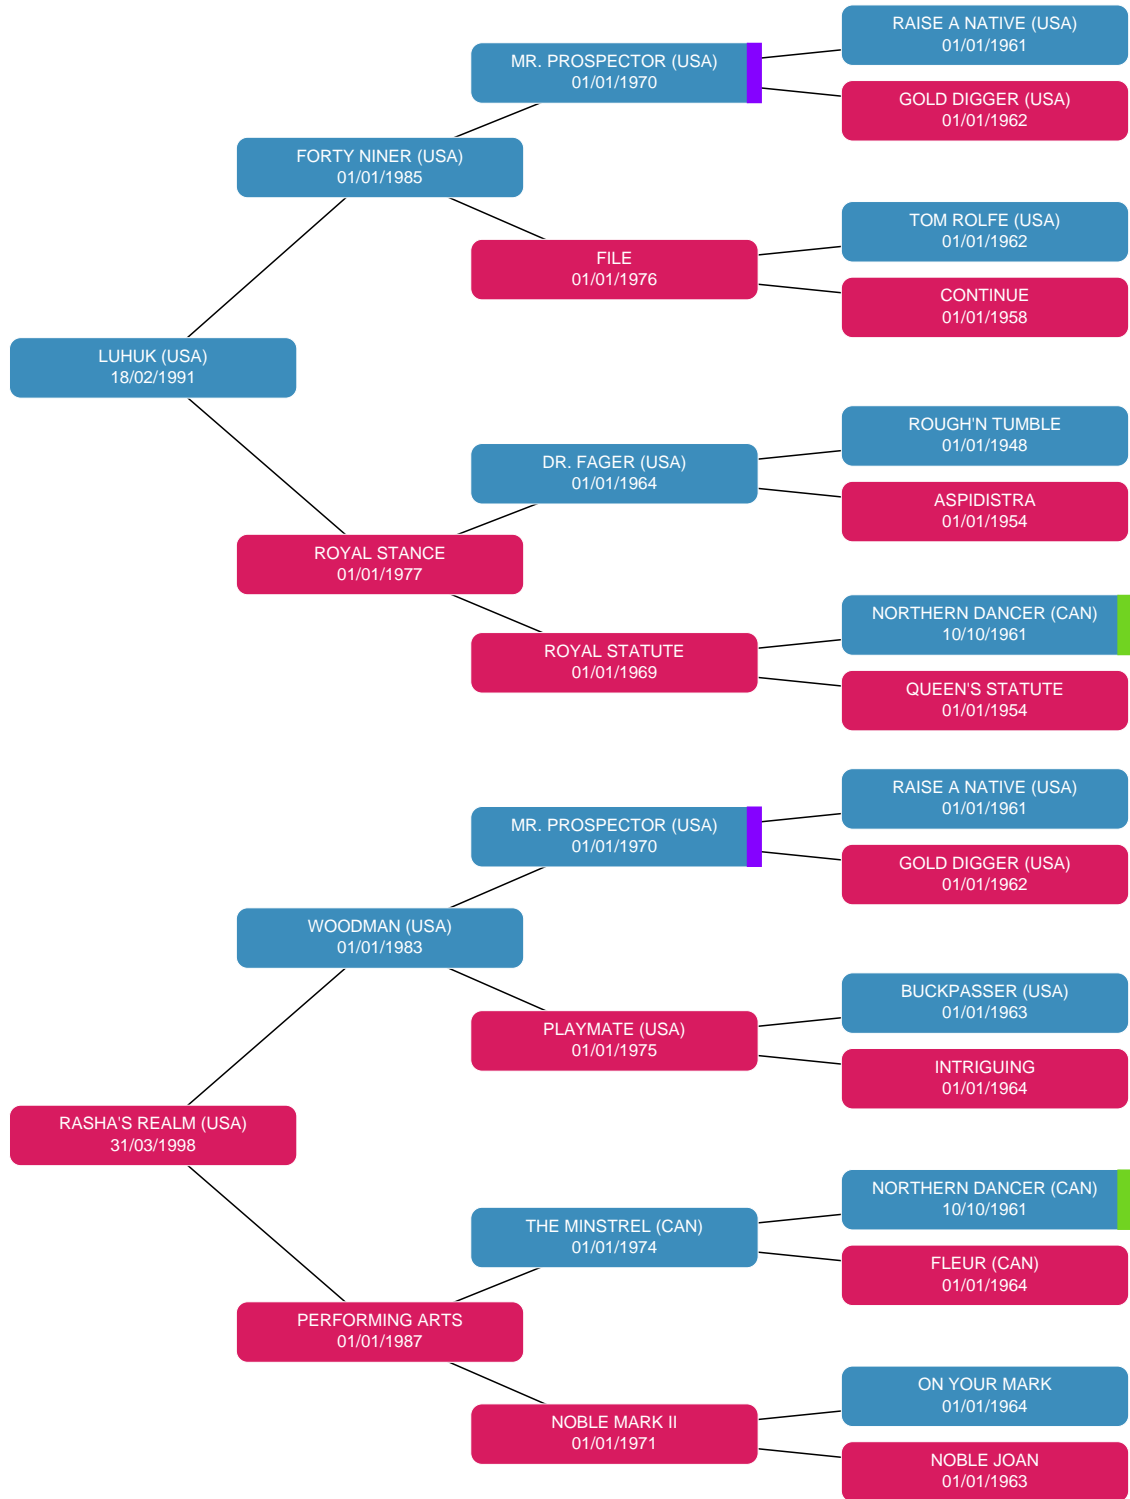 RAISE A NATIVE (USA)
01/01/1961
MR. PROSPECTOR (USA)
01/01/1970
GOLD DIGGER (USA)
01/01/1962
FORTY NINER (USA)
01/01/1985
TOM ROLFE (USA)
01/01/1962
FILE
01/01/1976
CONTINUE
01/01/1958
LUHUK (USA)
18/02/1991
ROUGH'N TUMBLE
01/01/1948
DR. FAGER (USA)
01/01/1964
ASPIDISTRA
01/01/1954
ROYAL STANCE
01/01/1977
NORTHERN DANCER (CAN)
10/10/1961
ROYAL STATUTE
01/01/1969
QUEEN'S STATUTE
01/01/1954
RAISE A NATIVE (USA)
01/01/1961
MR. PROSPECTOR (USA)
01/01/1970
GOLD DIGGER (USA)
01/01/1962
WOODMAN (USA)
01/01/1983
BUCKPASSER (USA)
01/01/1963
PLAYMATE (USA)
01/01/1975
INTRIGUING
01/01/1964
RASHA'S REALM (USA)
31/03/1998
NORTHERN DANCER (CAN)
10/10/1961
THE MINSTREL (CAN)
01/01/1974
FLEUR (CAN)
01/01/1964
PERFORMING ARTS
01/01/1987
ON YOUR MARK
01/01/1964
NOBLE MARK II
01/01/1971
NOBLE JOAN
01/01/1963